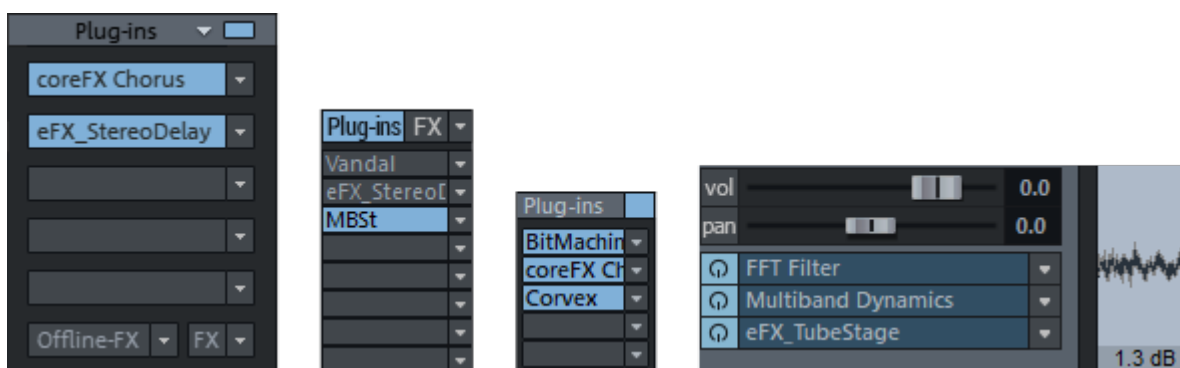 Plug-ins
coreFX Chorus
eFX_StereoDelay
Offline-FX FX
Plug-ins FX
Vandal
eFX_StereoD
MBSt
Plug-ins
BitMachin
coreFX Ch
Corvex
vol 0.0
pan 0.0
FFT Filter
Multiband Dynamics
eFX_TubeStage
1.3 dB